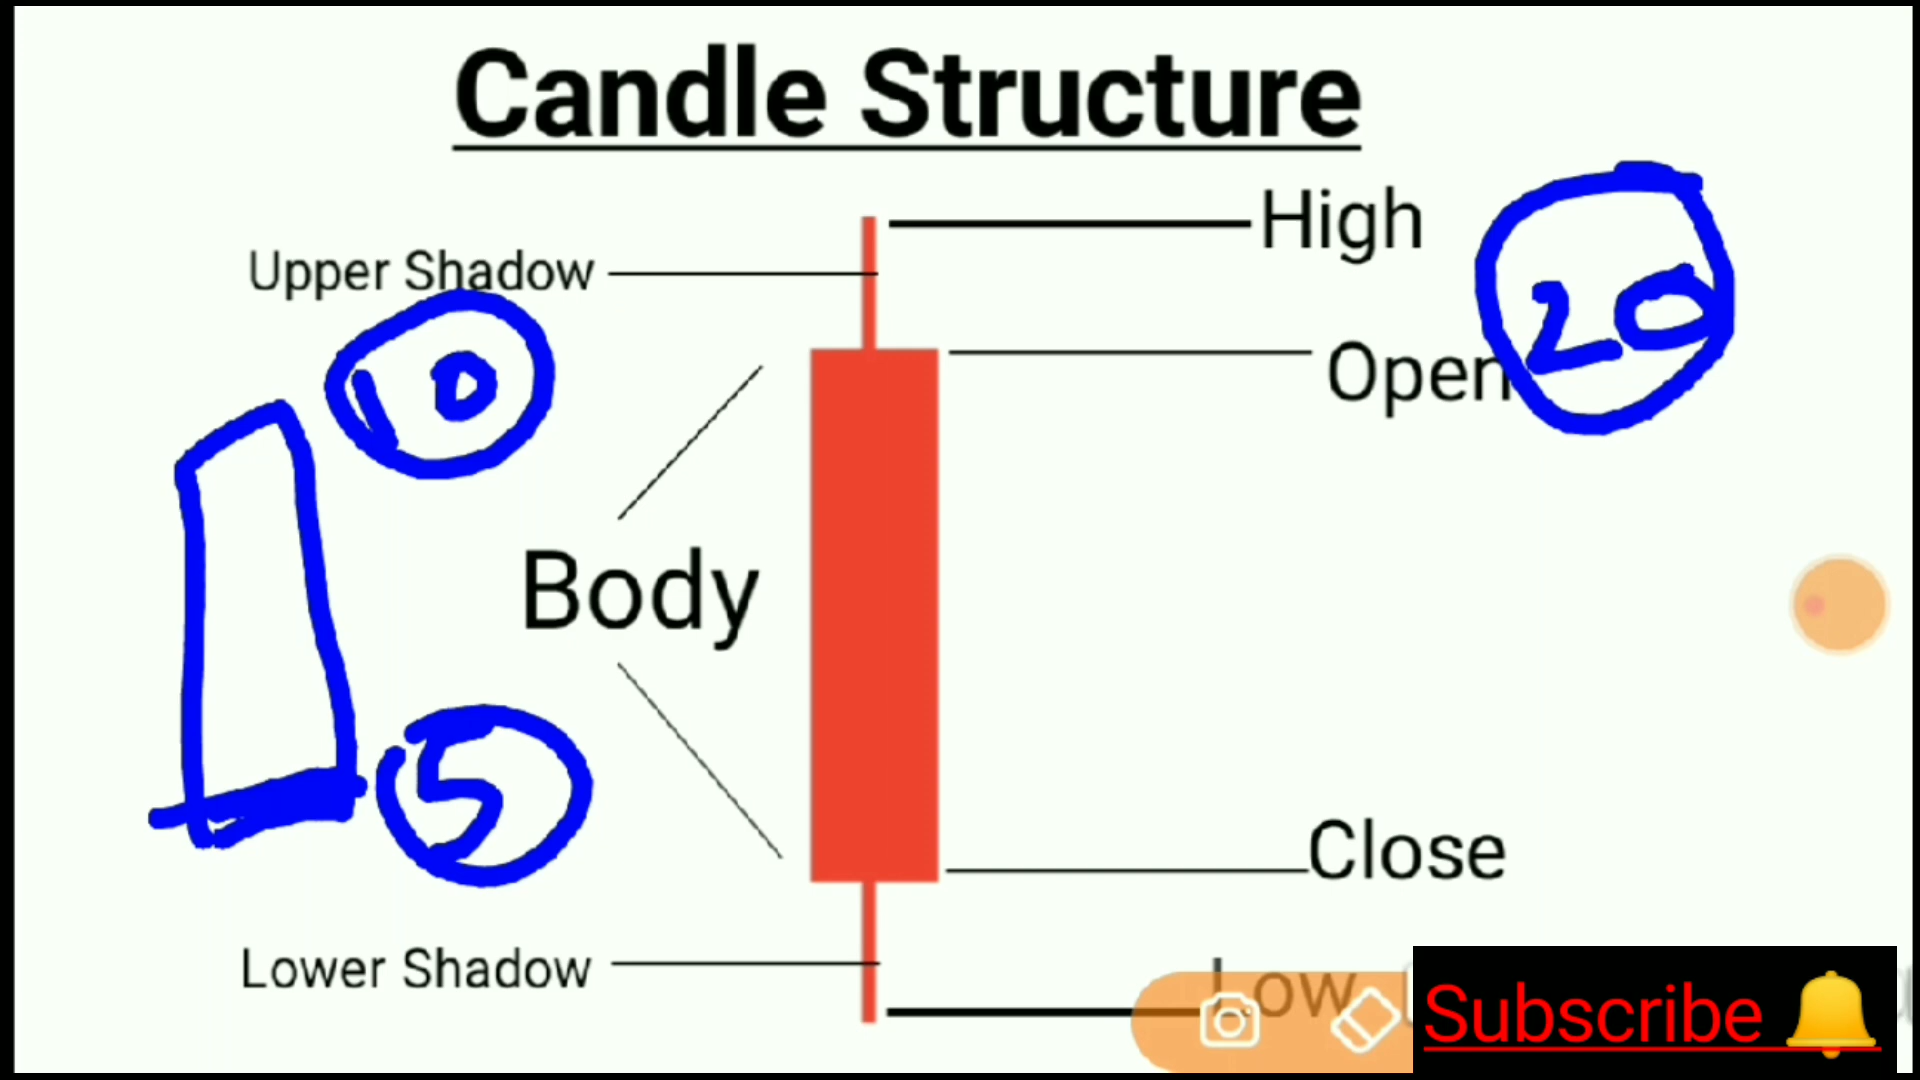 Candle Structure
High
Upper Shadow
20
Open
10
Body
5
Close
Lower Shadow
Low
Subscribe